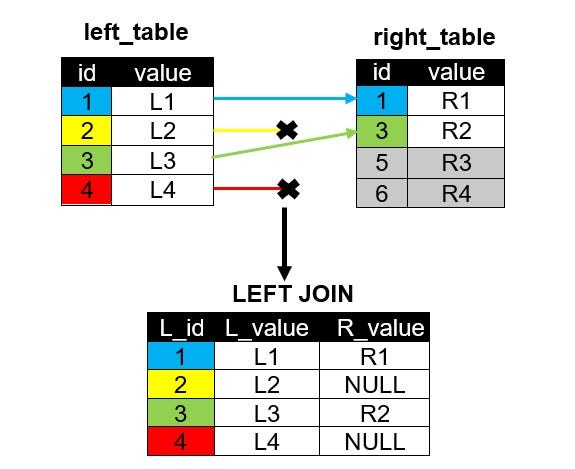 left_table
id value
1 L1
2 L2
3 L3
4 L4
right_table
id value
1 R1
3 R2
5 R3
6 R4
LEFT JOIN
L_id L_value R_value
1 L1 R1
2 L2 NULL
3 L3 R2
4 L4 NULL